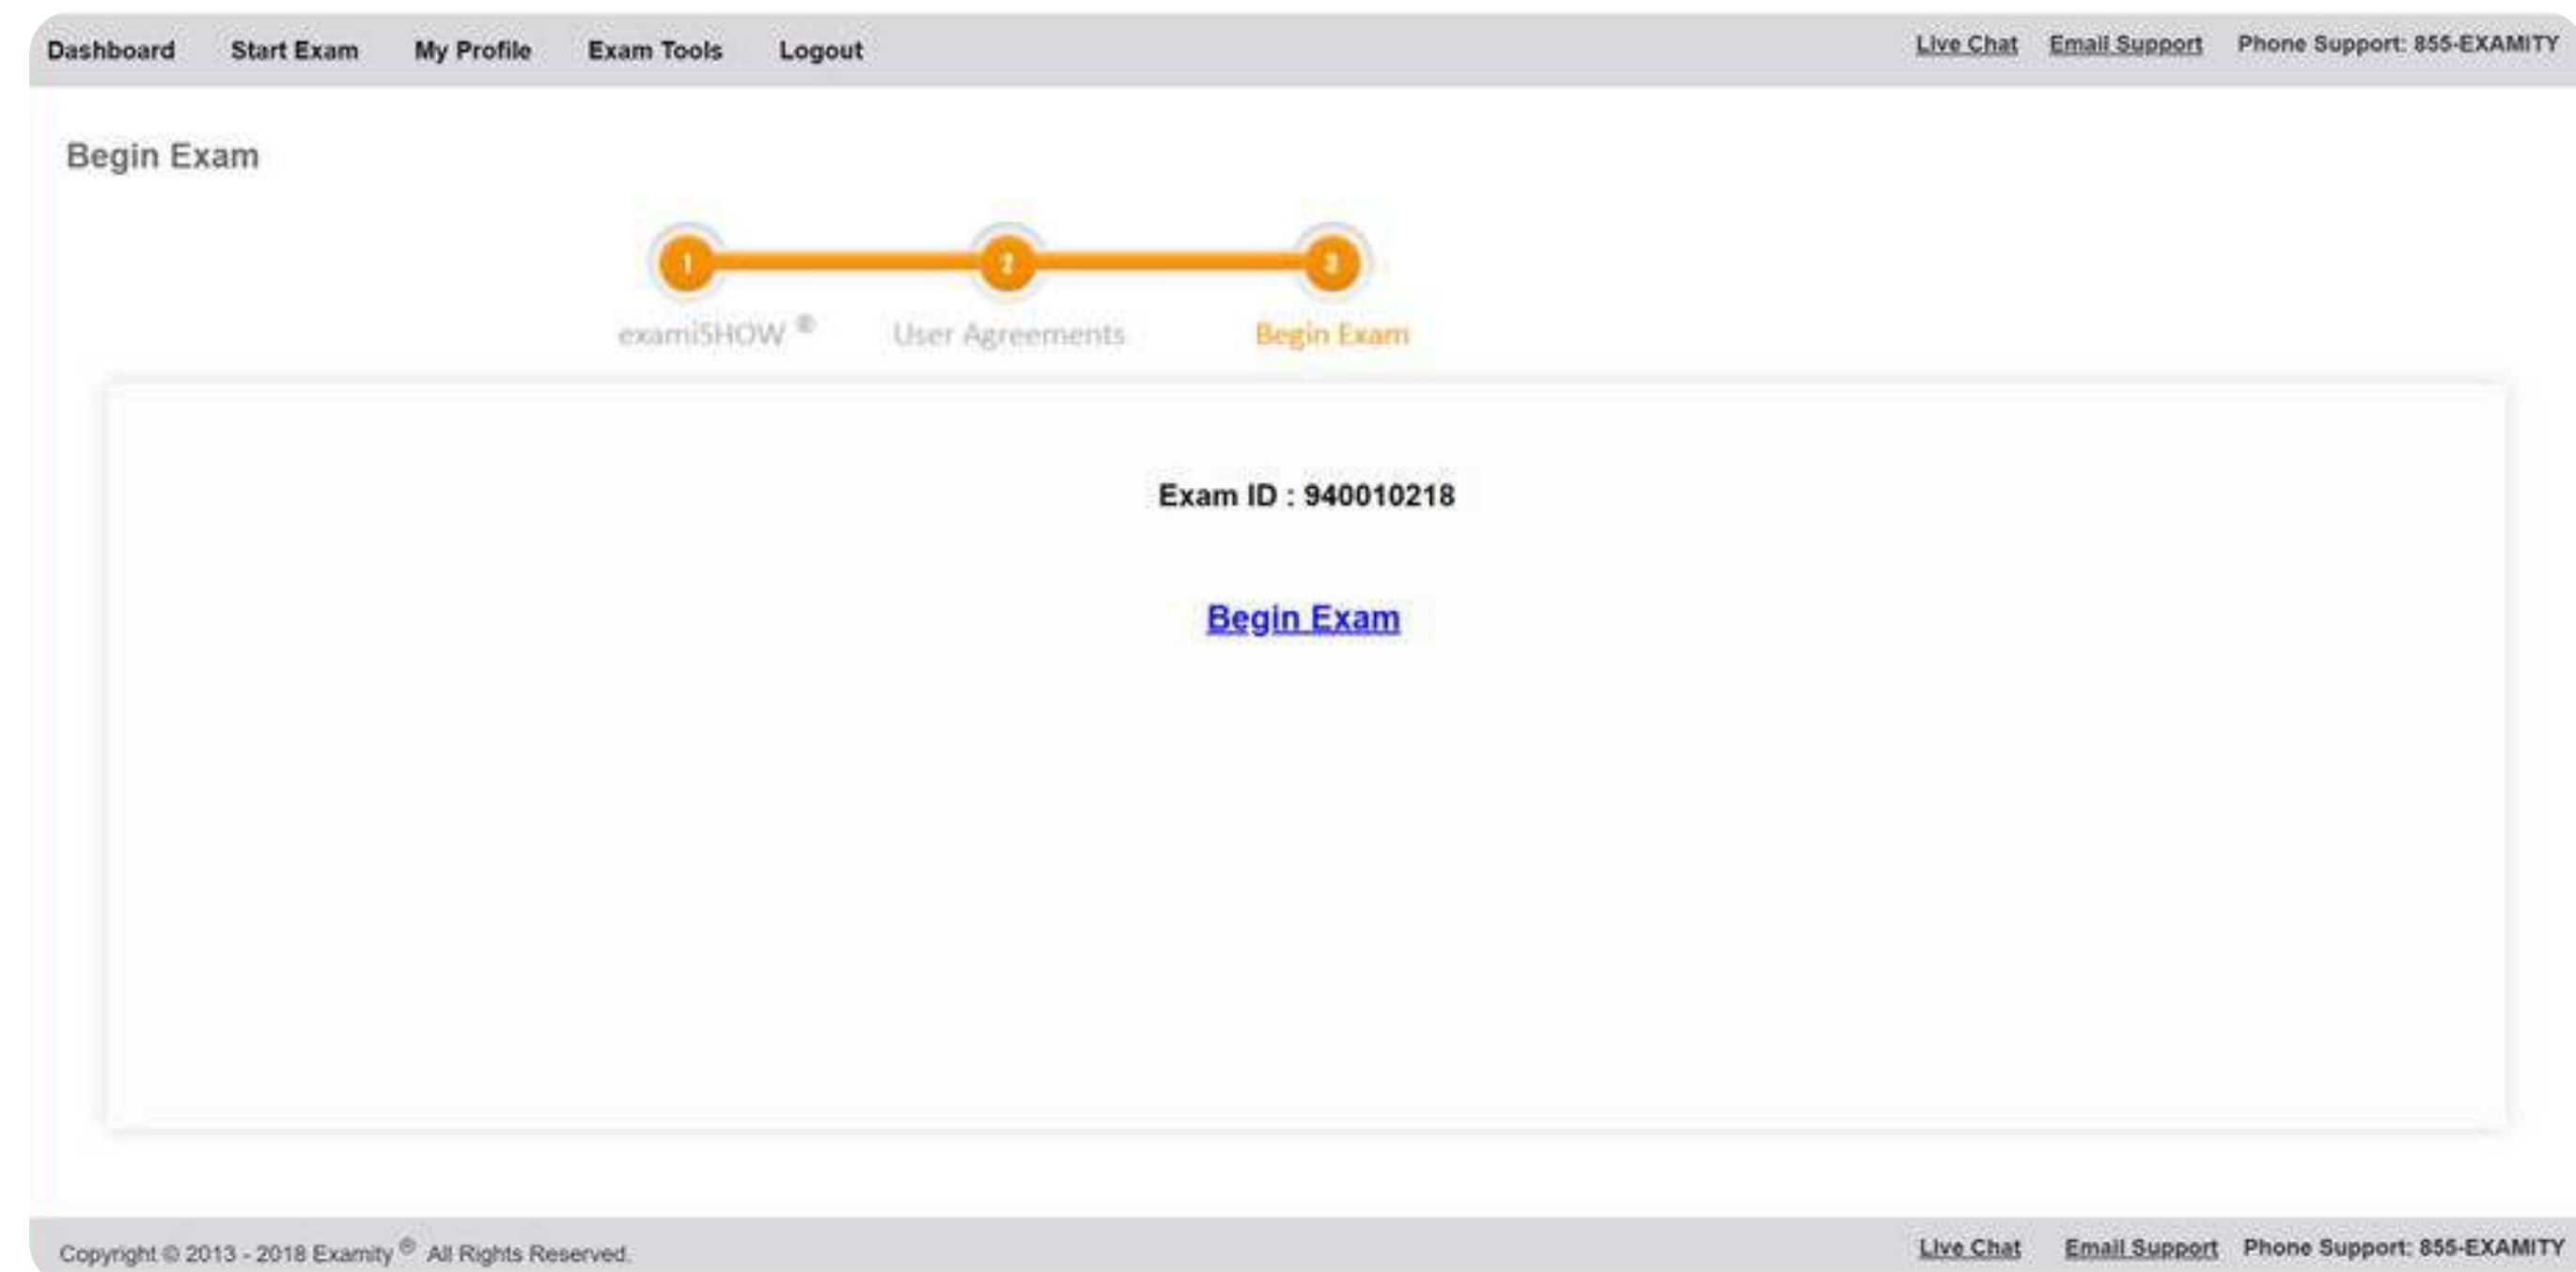 Dashboard Start Exam My Profile Exam Tools Logout Live Chat Email Support Phone Support: 855-EXAMITY
Begin Exam
1 2 3
examiSHOW ® User Agreements Begin Exam
Exam ID : 940010218
Begin Exam
Copyright © 2013 - 2018 Examity ® All Rights Reserved. Live Chat Email Support Phone Support: 855-EXAMITY